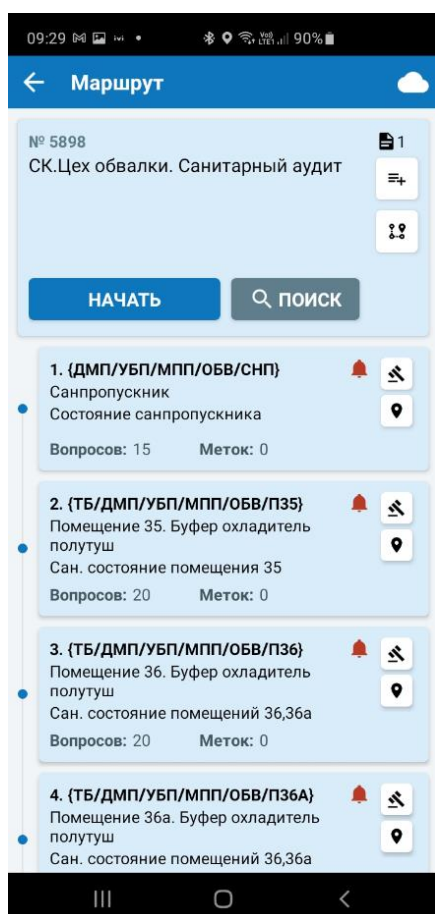 09:29 90%
Маршрут
№ 5898 1
СК.Цех обвалки. Санитарный аудит
НАЧАТЬ ПОИСК
1. {ДМП/УБП/МПП/ОБВ/СНП}
Санпропускник
Состояние санпропускника
Вопросов: 15 Меток: 0
2. {ТБ/ДМП/УБП/МПП/ОБВ/П35}
Помещение 35. Буфер охладитель
полутуш
Сан. состояние помещения 35
Вопросов: 20 Меток: 0
3. {ТБ/ДМП/УБП/МПП/ОБВ/П36}
Помещение 36. Буфер охладитель
полутуш
Сан. состояние помещений 36,36а
Вопросов: 20 Меток: 0
4. {ТБ/ДМП/УБП/МПП/ОБВ/П36А}
Помещение 36а. Буфер охладитель
полутуш
Сан. состояние помещений 36,36а